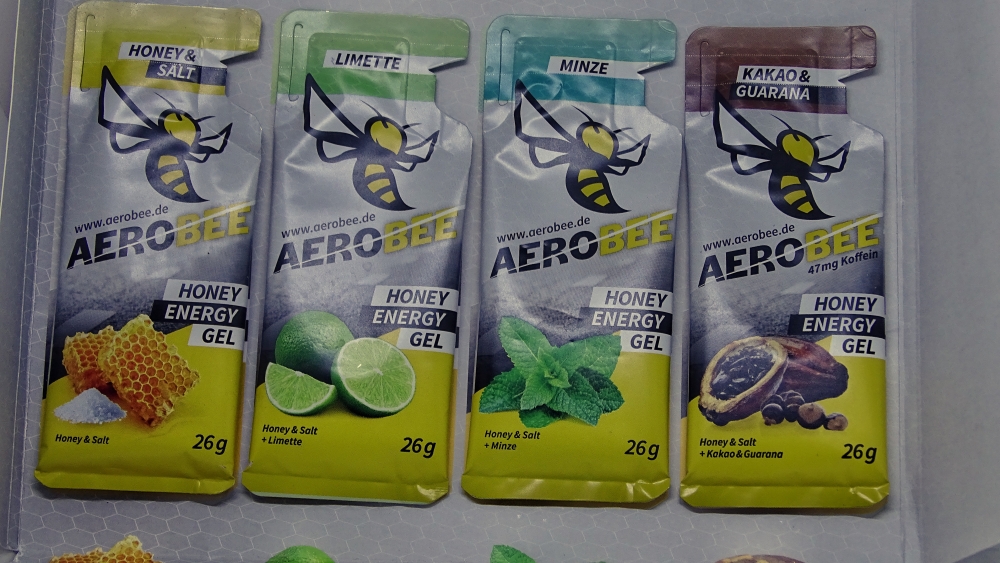 HONEY &
SALT
www.aerobee.de
AEROBEE
HONEY
ENERGY
GEL
Honey & Salt
26g
LIMETTE
www.aerobee.de
AEROBEE
HONEY
ENERGY
GEL
Honey & Salt
+ Limette
26g
MINZE
www.aerobee.de
AEROBEE
HONEY
ENERGY
GEL
Honey & Salt
+ Minze
26g
KAKAO &
GUARANA
www.aerobee.de
AEROBEE
47mg Koffein
HONEY
ENERGY
GEL
Honey & Salt
+ Kakao & Guarana
26g